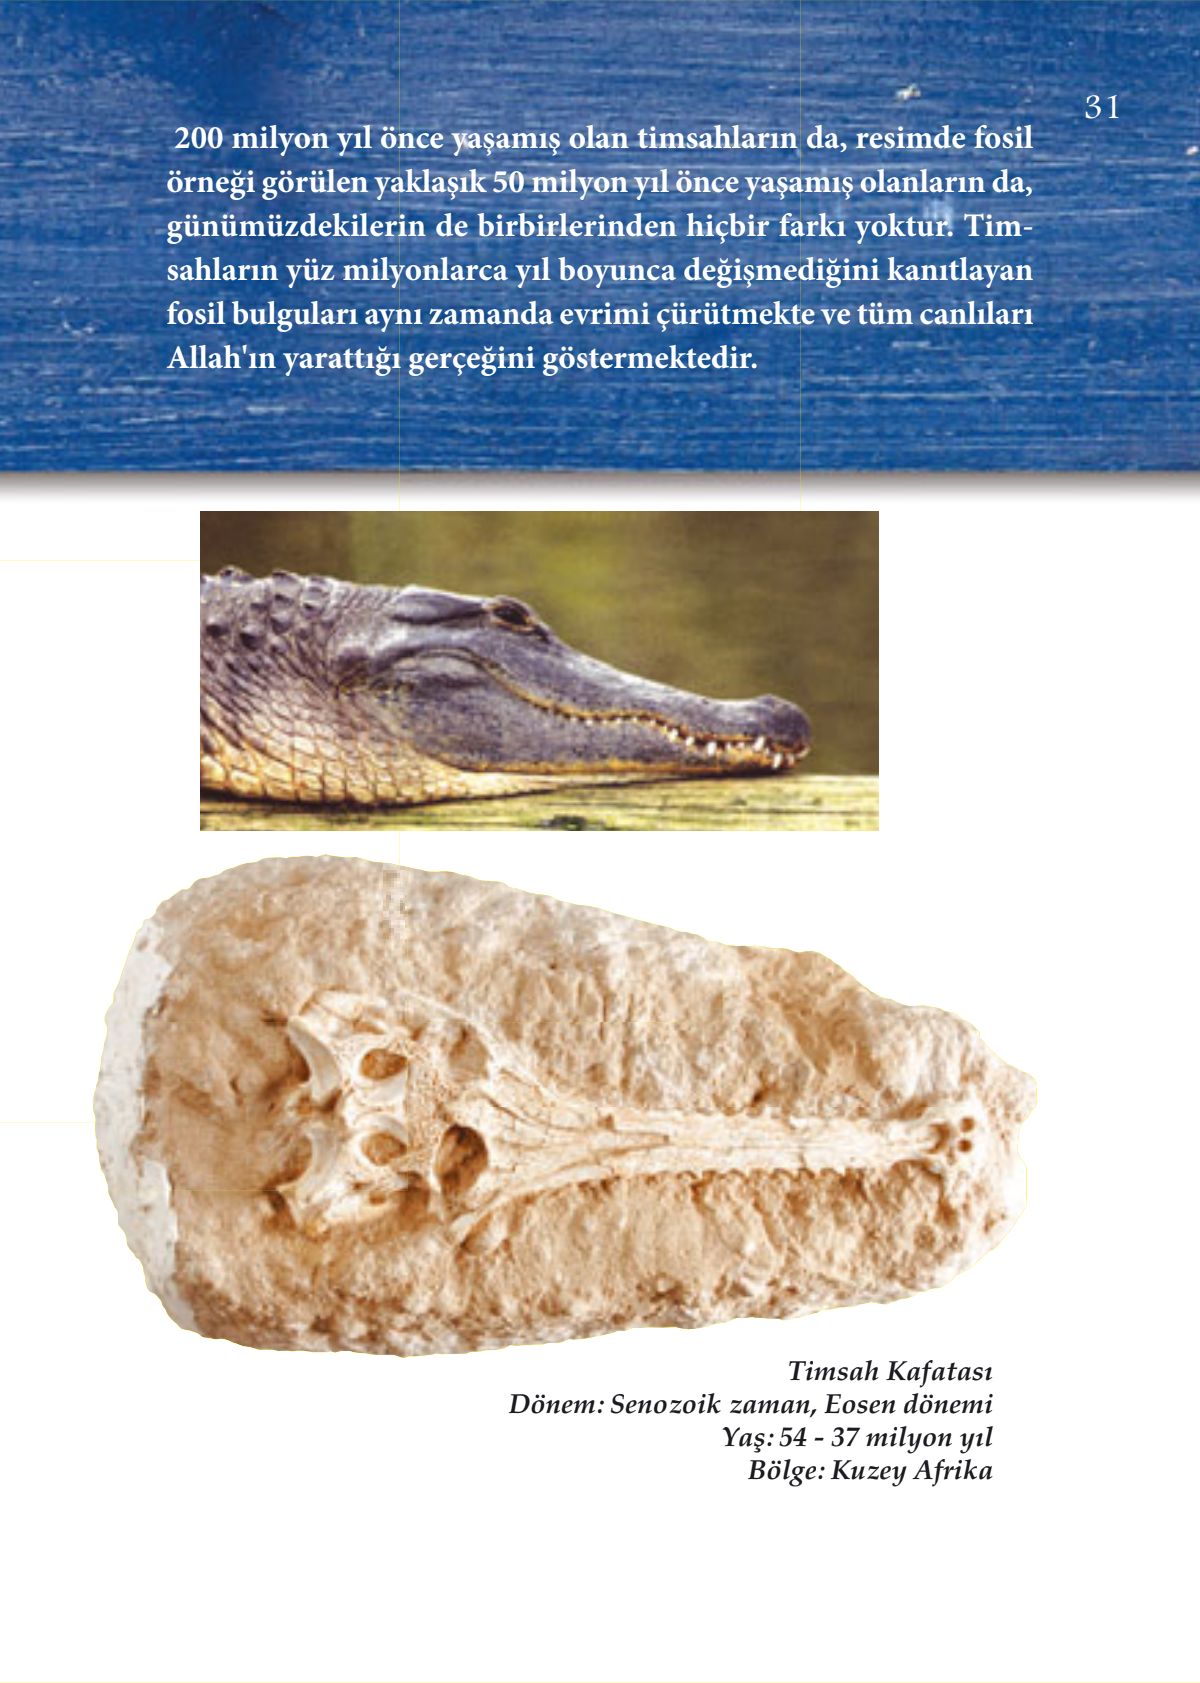 31
200 milyon yıl önce yaşamış olan timsahların da, resimde fosil
örneği görülen yaklaşık 50 milyon yıl önce yaşamış olanların da,
günümüzdekilerin de birbirlerinden hiçbir farkı yoktur. Tim-
sahların yüz milyonlarca yıl boyunca değişmediğini kanıtlayan
fosil bulguları aynı zamanda evrimi çürütmekte ve tüm canlıları
Allah'ın yarattığı gerçeğini göstermektedir.
Timsah Kafatası
Dönem: Senozoik zaman, Eosen dönemi
Yaş: 54 - 37 milyon yıl
Bölge: Kuzey Afrika